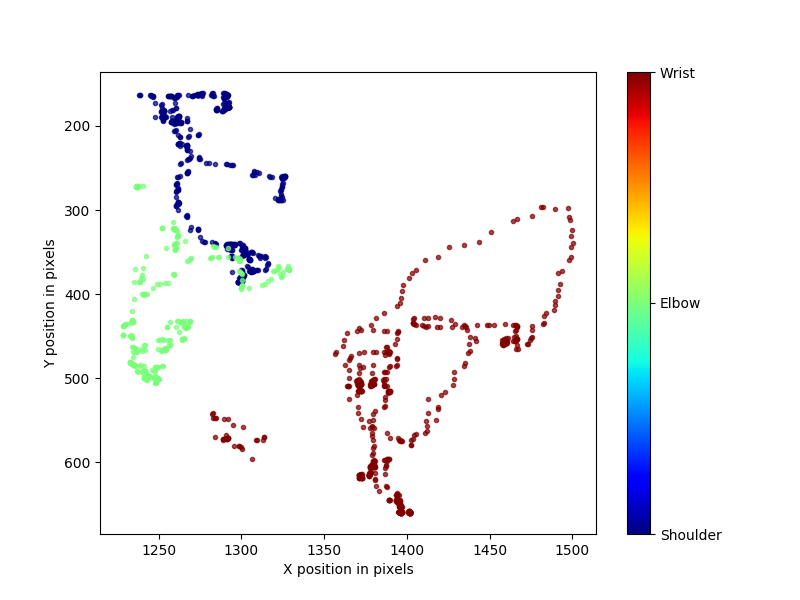 Wrist
200
300
Elbow
400
500
600
Y position in pixels
1250 1300 1350 1400 1450 1500
Shoulder
X position in pixels